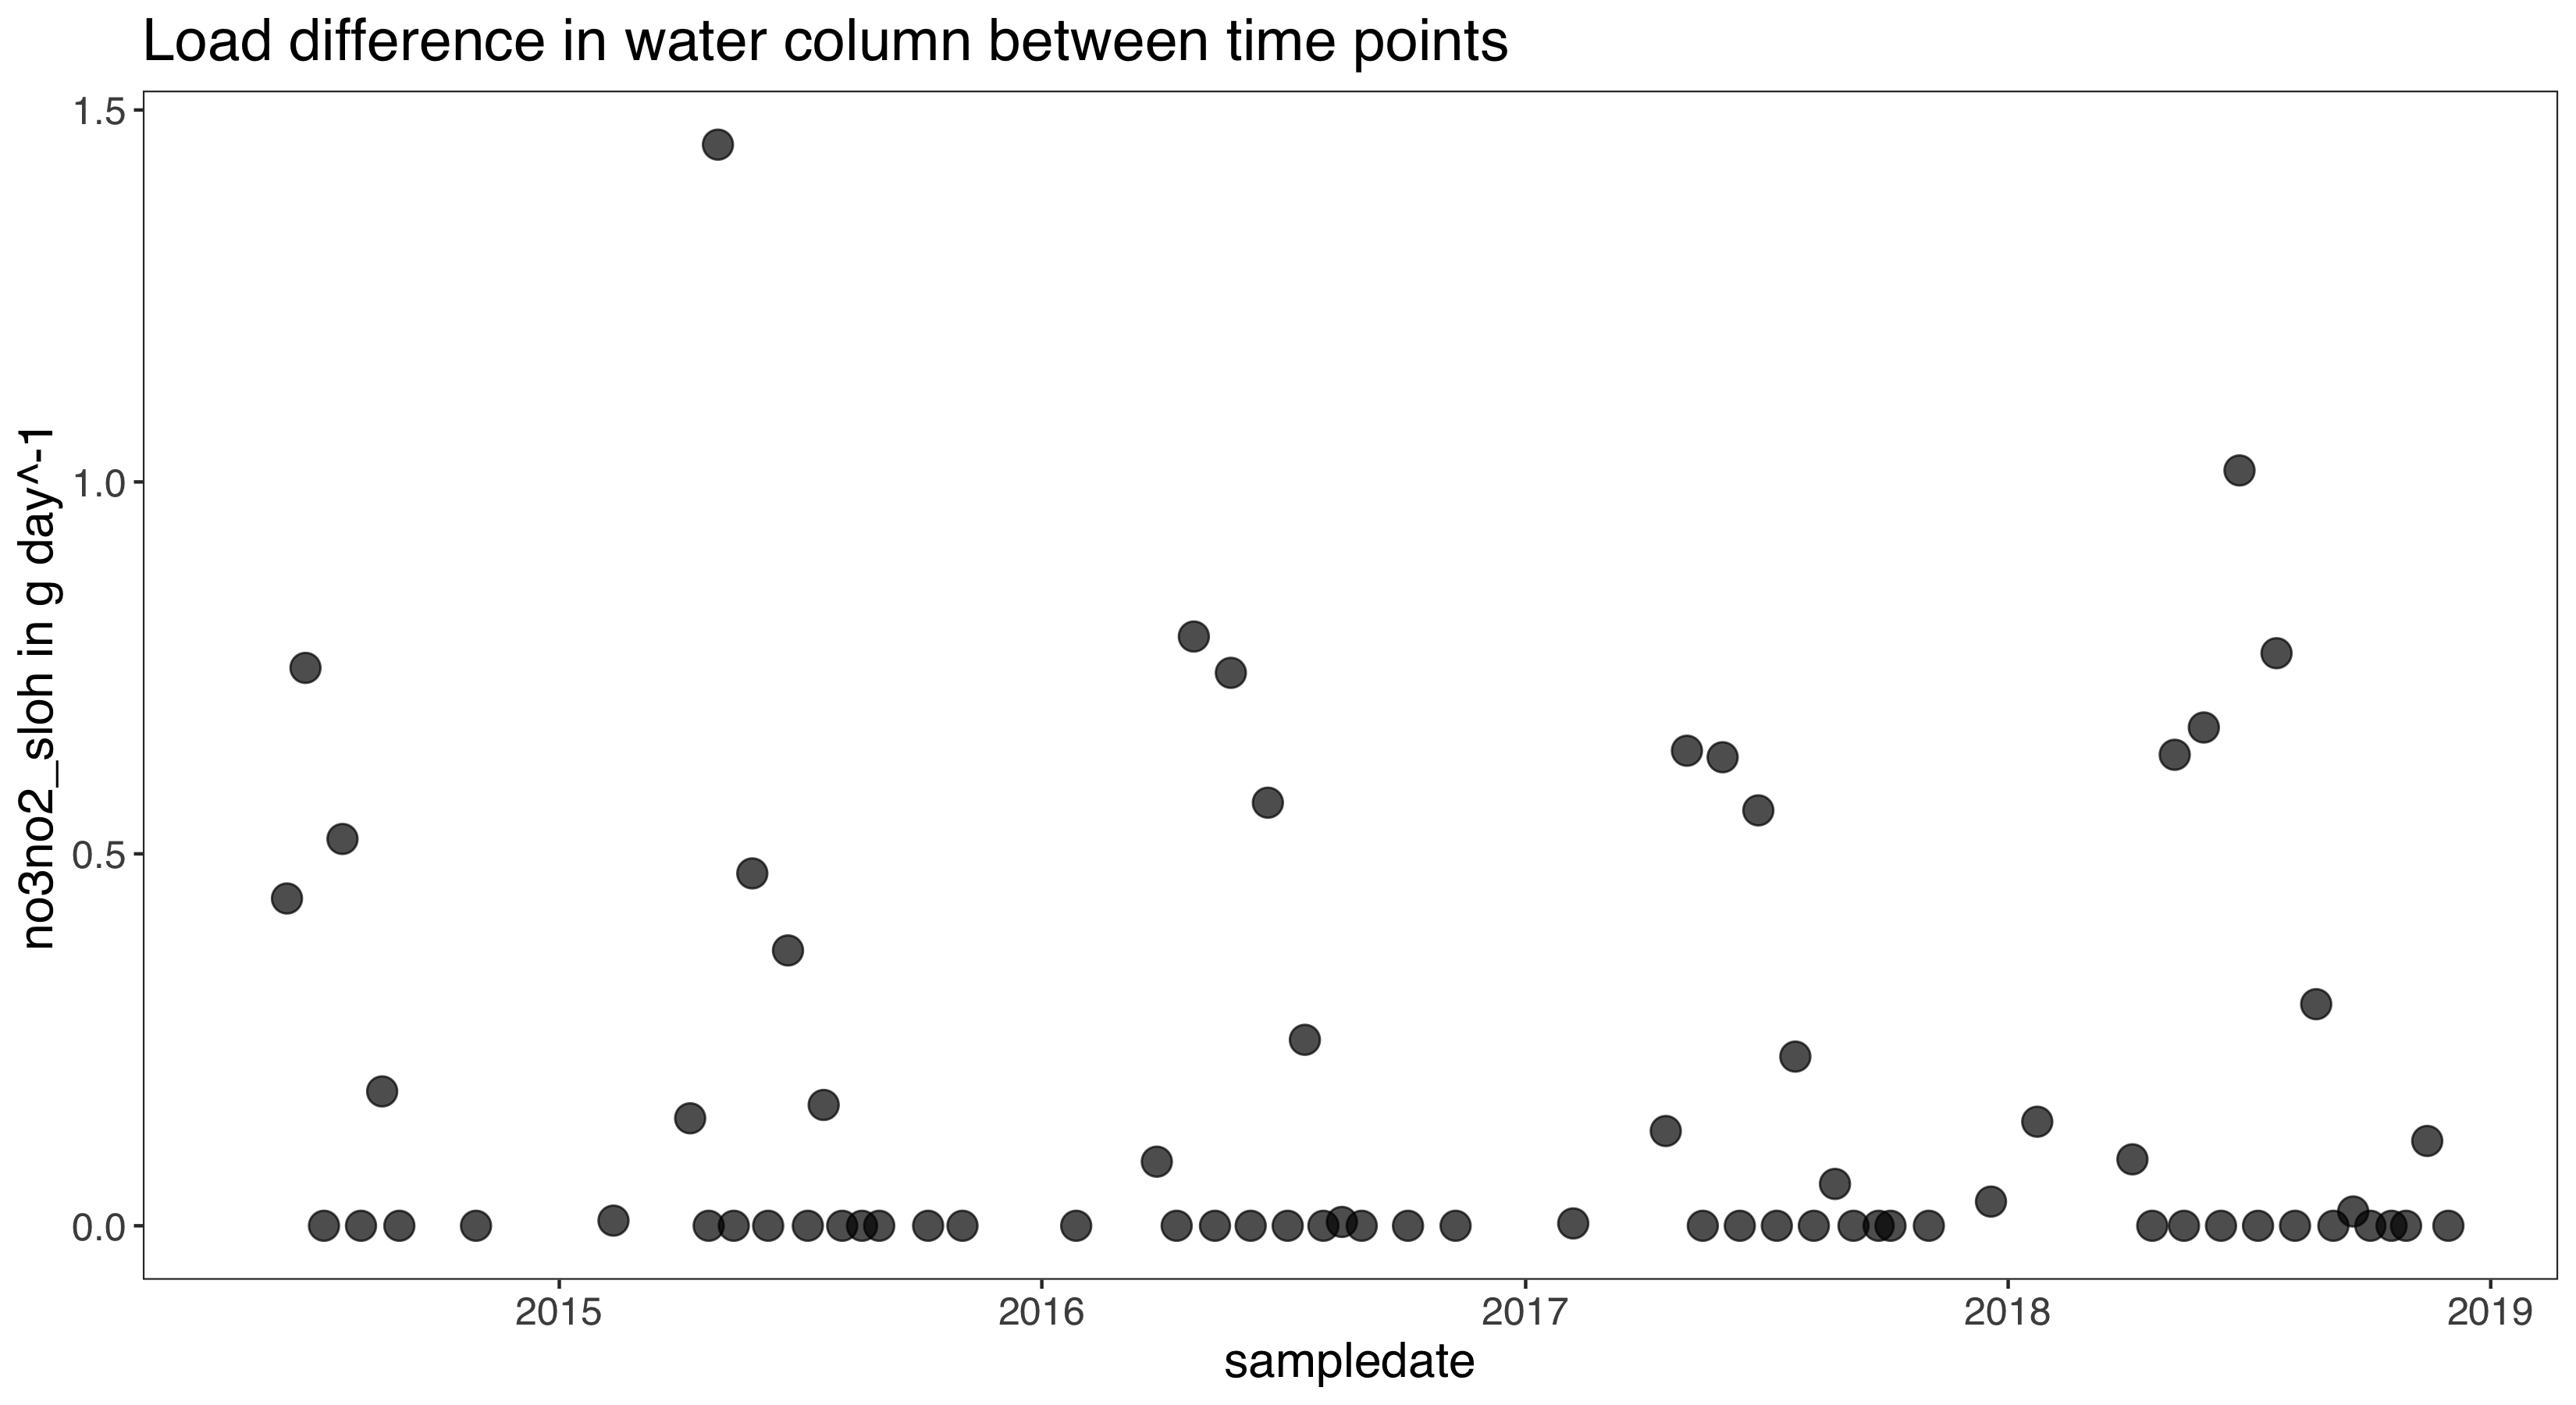 Load difference in water column between time points
1.5
1.0
0.5
0.0
no3no2_sloh in g day^-1
2015 2016 2017 2018 2019
sampledate